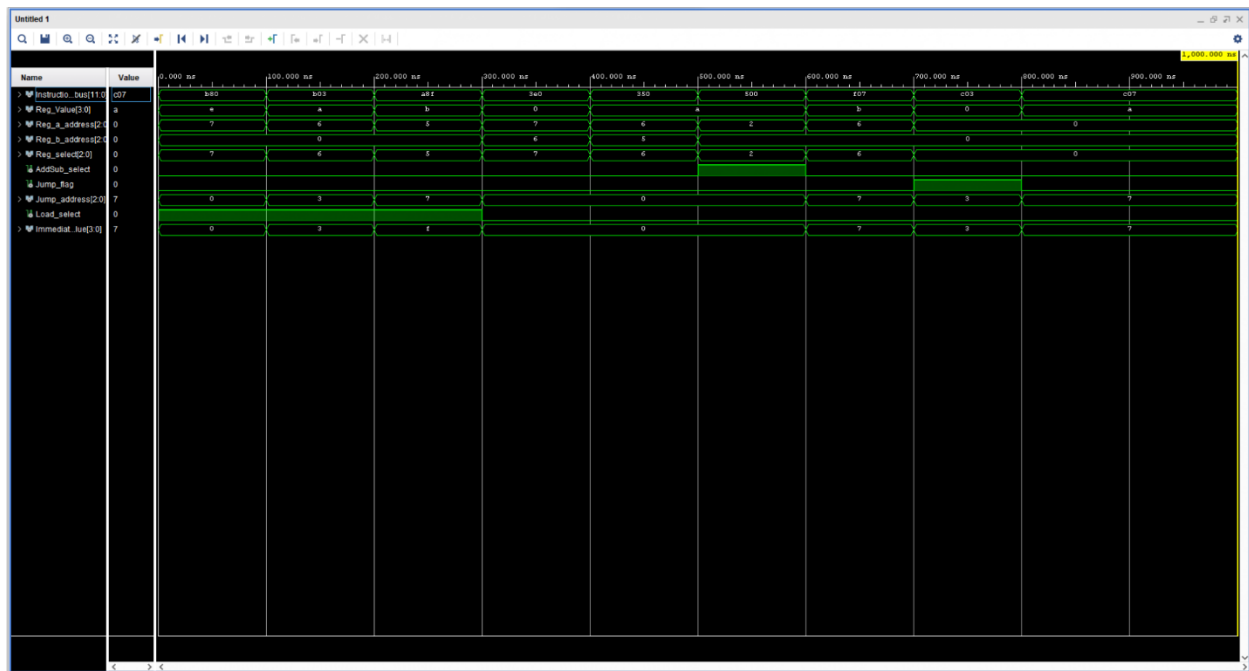 Untitled 1
1,000.000 ns
Name Value 0.000 ns 100.000 ns 200.000 ns 300.000 ns 400.000 ns 500.000 ns 600.000 ns 700.000 ns 800.000 ns 900.000 ns
Instructio...bus[11:0 c07 b80 b03 a8f 3e0 350 500 f07 c03 c07
Reg_Value[3:0] a e a b 0 a b 0 a
Reg_a_address[2:0 0 7 6 5 7 6 2 6 0
Reg_b_address[2:0 0 0 6 5 0
Reg_select[2:0] 0 7 6 5 7 6 2 6 0
AddSub_select 0
Jump_flag 0
Jump_address[2:0] 7 0 3 7 0 7 3 7
Load_select 0
Immediat...lue[3:0] 7 0 3 f 0 7 3 7